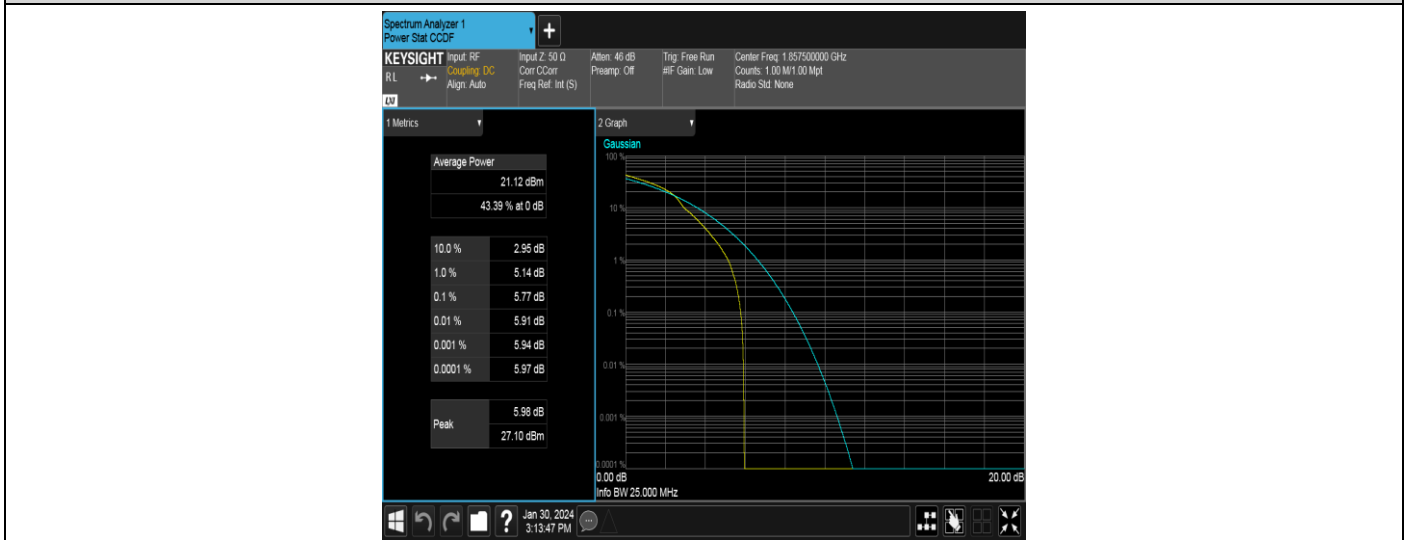 Spectrum Analyzer 1
Power Stat CCDF
+
KEYSIGHT
RL
LXI
Input: RF
Coupling: DC
Align: Auto
Input Z: 50 Ω
Corr CCorr
Freq Ref: Int (S)
Atten: 46 dB
Preamp: Off
Trig: Free Run
#IF Gain: Low
Center Freq: 1.857500000 GHz
Counts: 1.00 M/1.00 Mpt
Radio Std: None
1 Metrics
Average Power
21.12 dBm
43.39 % at 0 dB
10.0 % 2.95 dB
1.0 % 5.14 dB
0.1 % 5.77 dB
0.01 % 5.91 dB
0.001 % 5.94 dB
0.0001 % 5.97 dB
Peak
5.98 dB
27.10 dBm
2 Graph
Gaussian
100 %
10 %
1 %
0.1 %
0.01 %
0.001 %
0.0001 %
0.00 dB 20.00 dB
Info BW 25.000 MHz
?
Jan 30, 2024
3:13:47 PM